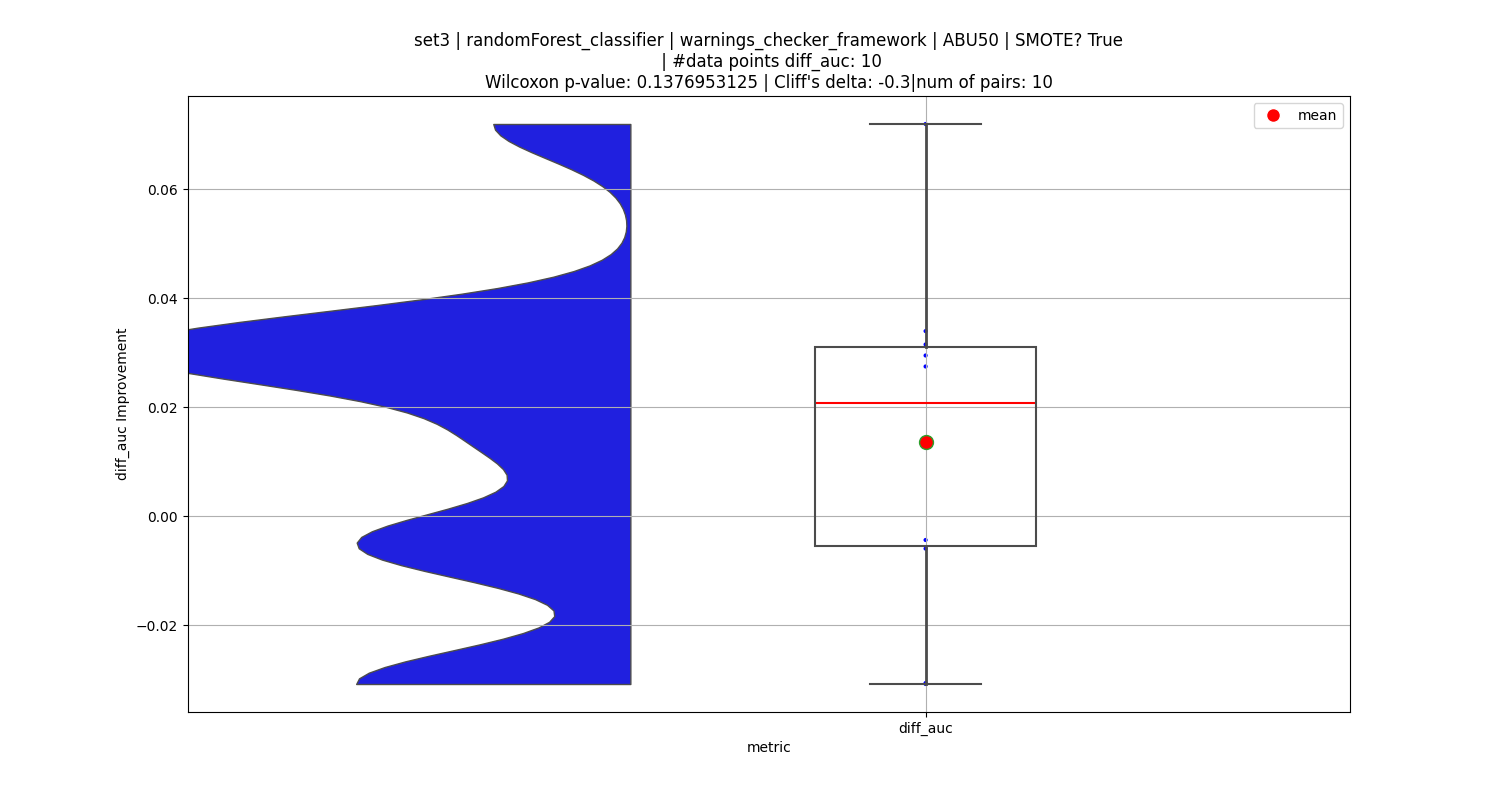 set3 | randomForest_classifier | warnings_checker_framework | ABU50 | SMOTE? True
| #data points diff_auc: 10
Wilcoxon p-value: 0.1376953125 | Cliff's delta: -0.3|num of pairs: 10
mean
0.06
0.04
0.02
0.00
−0.02
diff_auc Improvement
diff_auc
metric